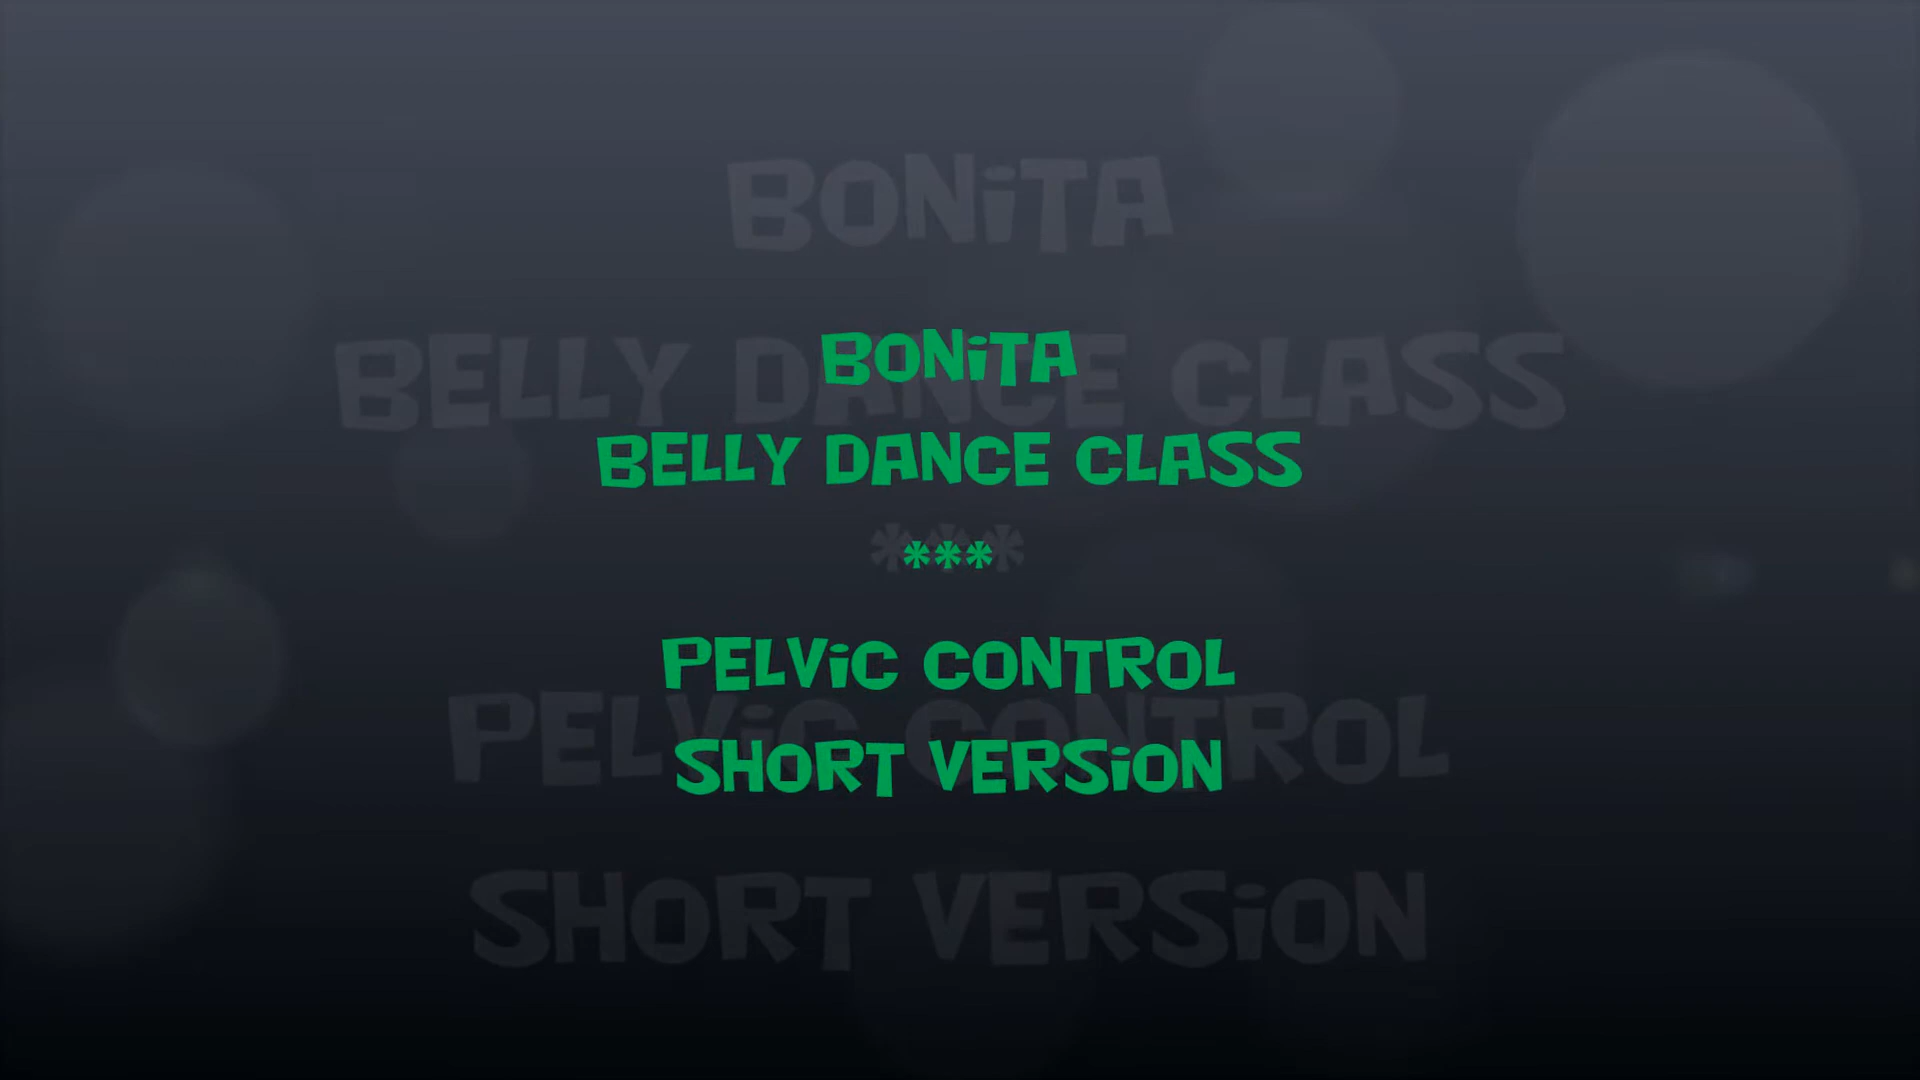 BONiTA
BELLY DANCE CLASS
***
PELViC CONTROL
SHORT VERSiON